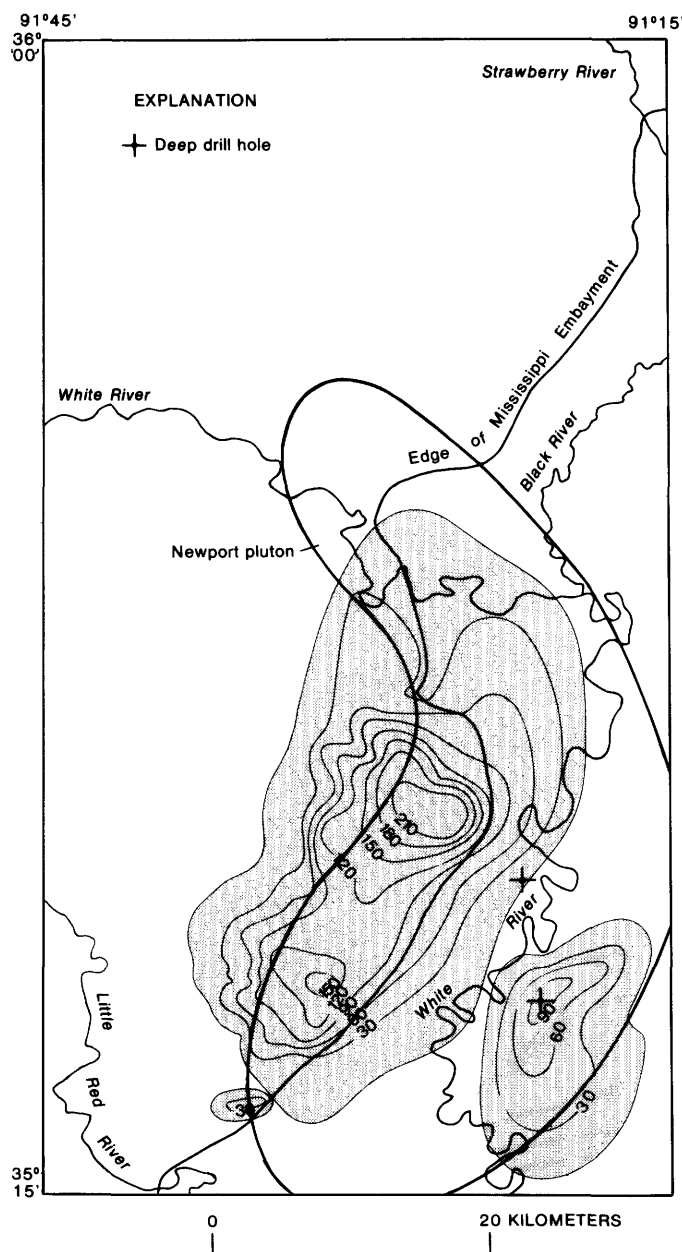 91°45′
91°15′
36°
00′
Strawberry River
EXPLANATION
Deep drill hole
Edge of Mississippi Embayment
White River
Black River
Newport pluton
210
180
150
120
White River
90
60
30
30
Little Red River
35°
15′
0
20 KILOMETERS